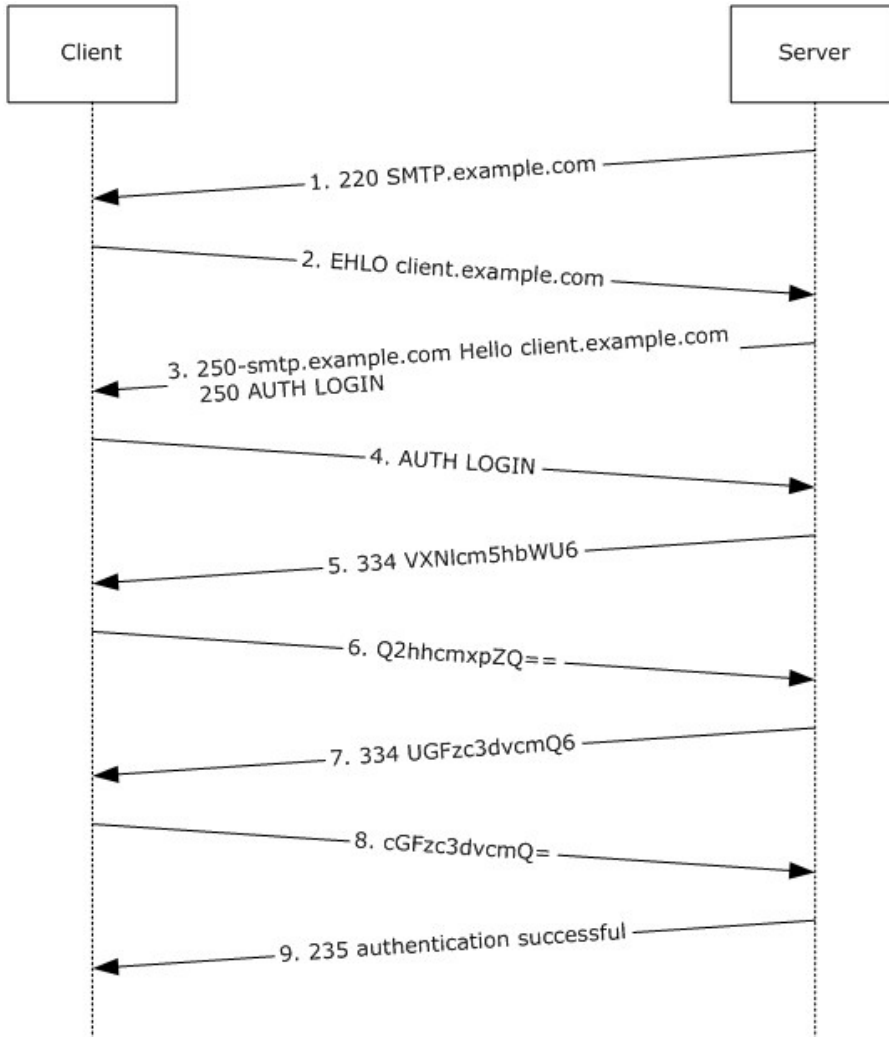 Client
Server
1. 220 SMTP.example.com
2. EHLO client.example.com
3. 250-smtp.example.com Hello client.example.com
250 AUTH LOGIN
4. AUTH LOGIN
5. 334 VXNlcm5hbWU6
6. Q2hhcmxpZQ==
7. 334 UGFzc3dvcmQ6
8. cGFzc3dvcmQ=
9. 235 authentication successful